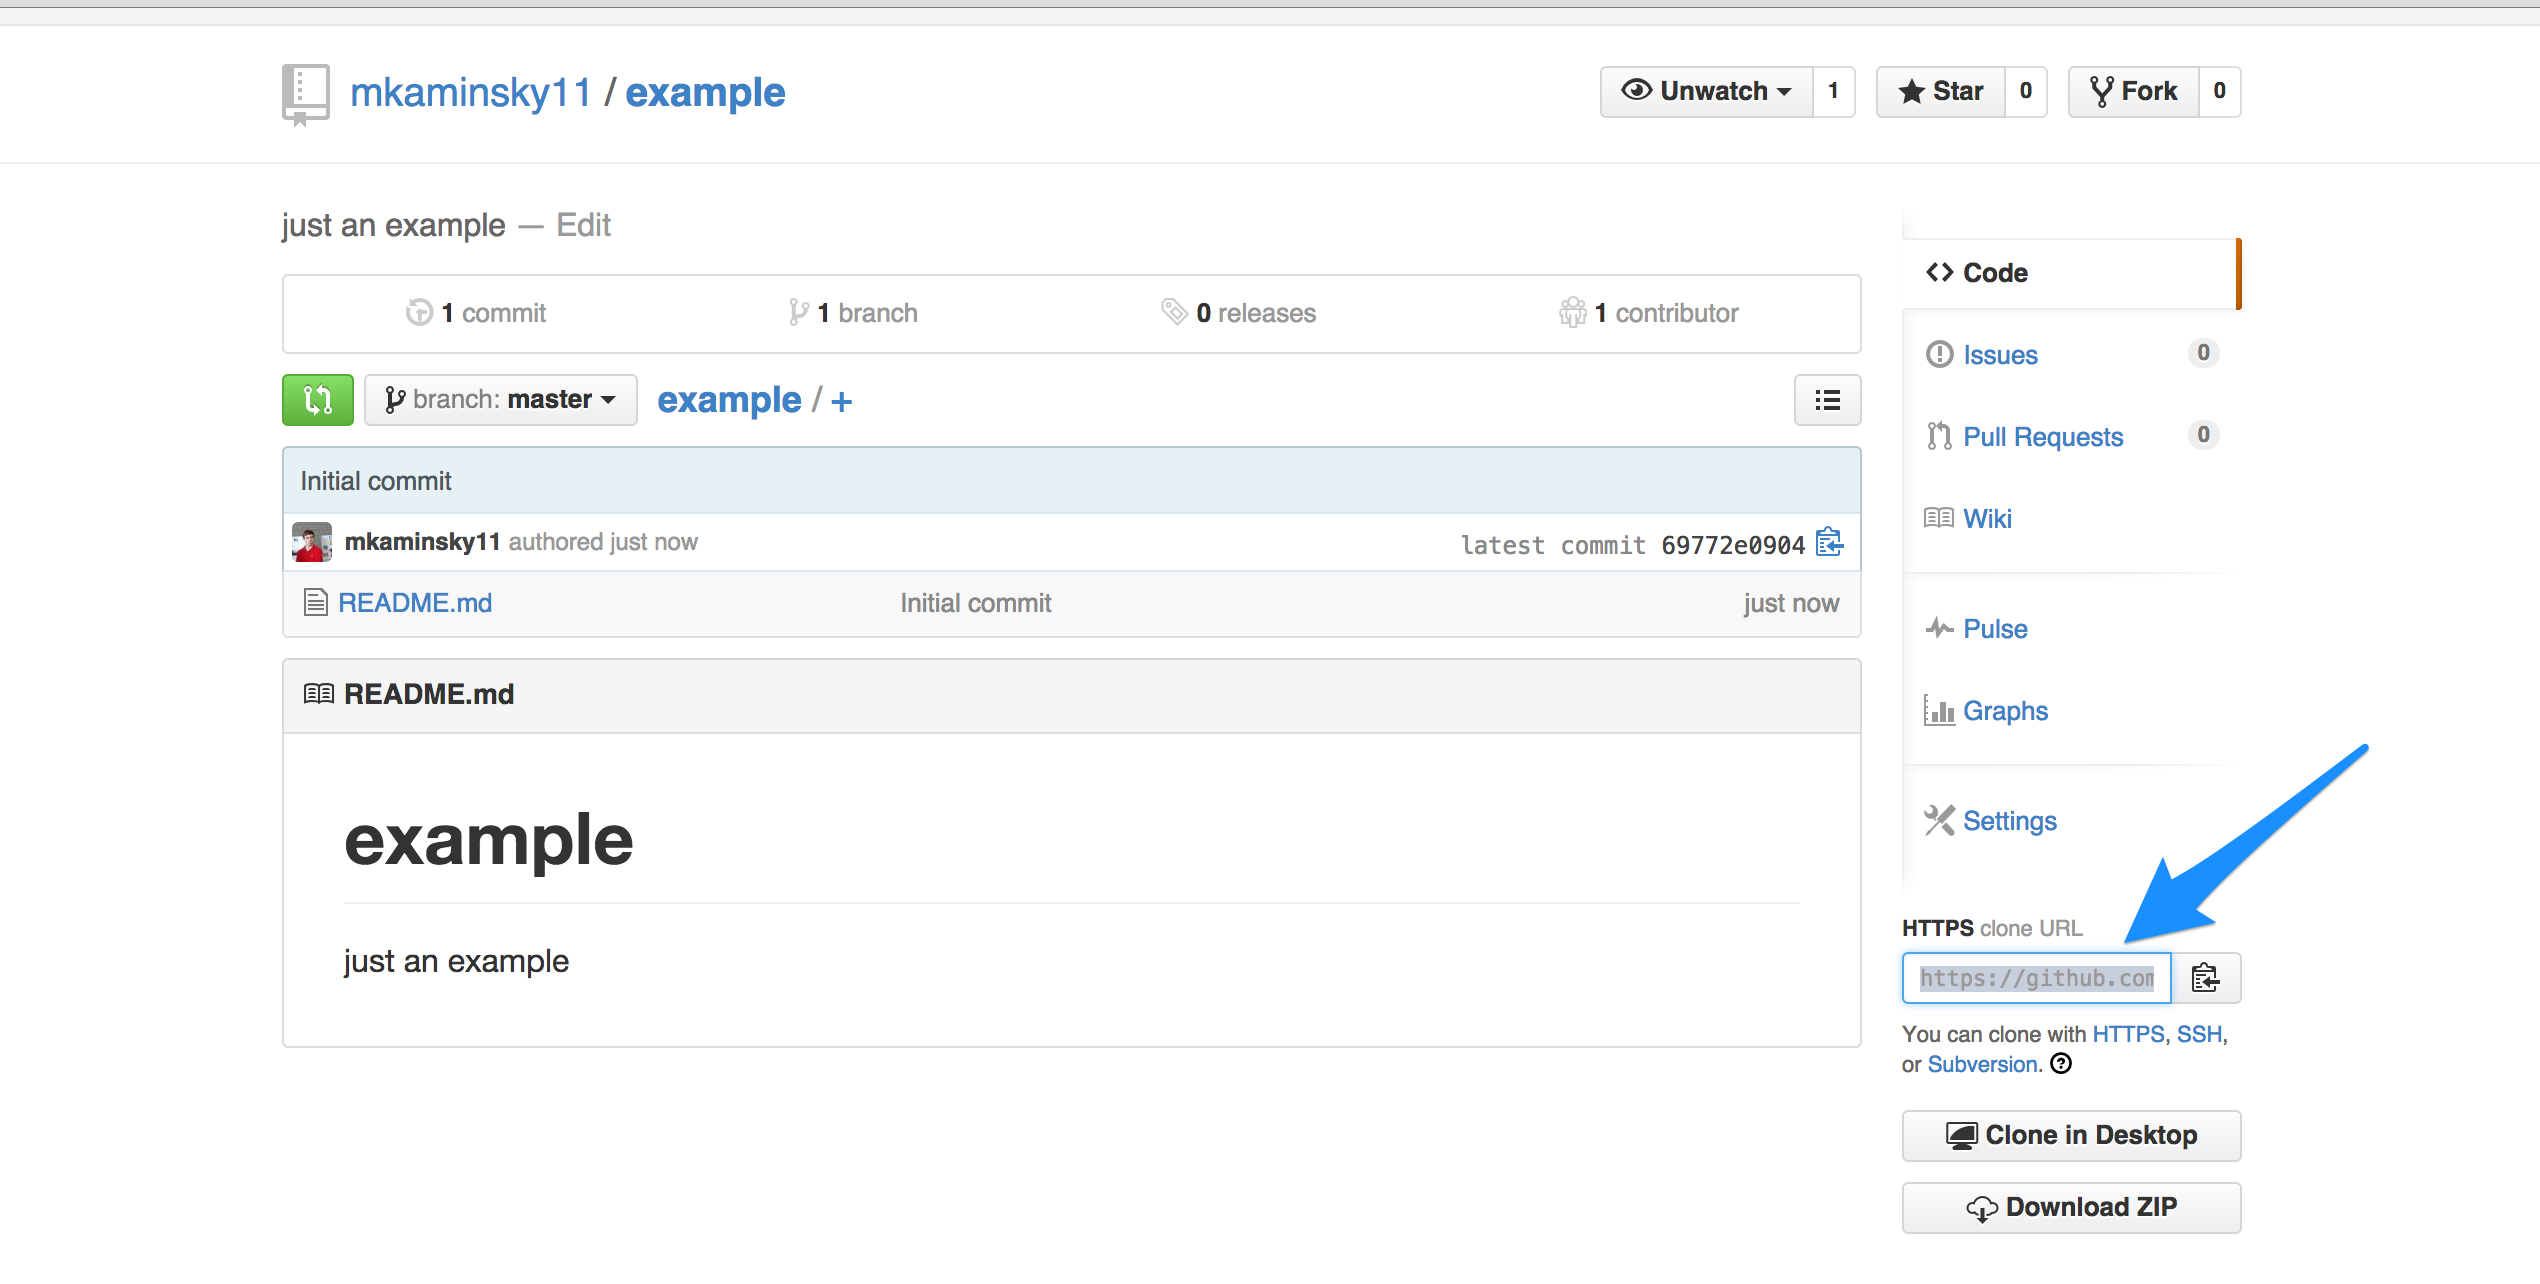 mkaminsky11 / example
Unwatch 1 Star 0 Fork 0
just an example — Edit
1 commit 1 branch 0 releases 1 contributor
branch: master example / +
Initial commit
mkaminsky11 authored just now latest commit 69772e0904
README.md Initial commit just now
README.md
example
just an example
Code
Issues 0
Pull Requests 0
Wiki
Pulse
Graphs
Settings
HTTPS clone URL
https://github.com
You can clone with HTTPS, SSH,
or Subversion.
Clone in Desktop
Download ZIP